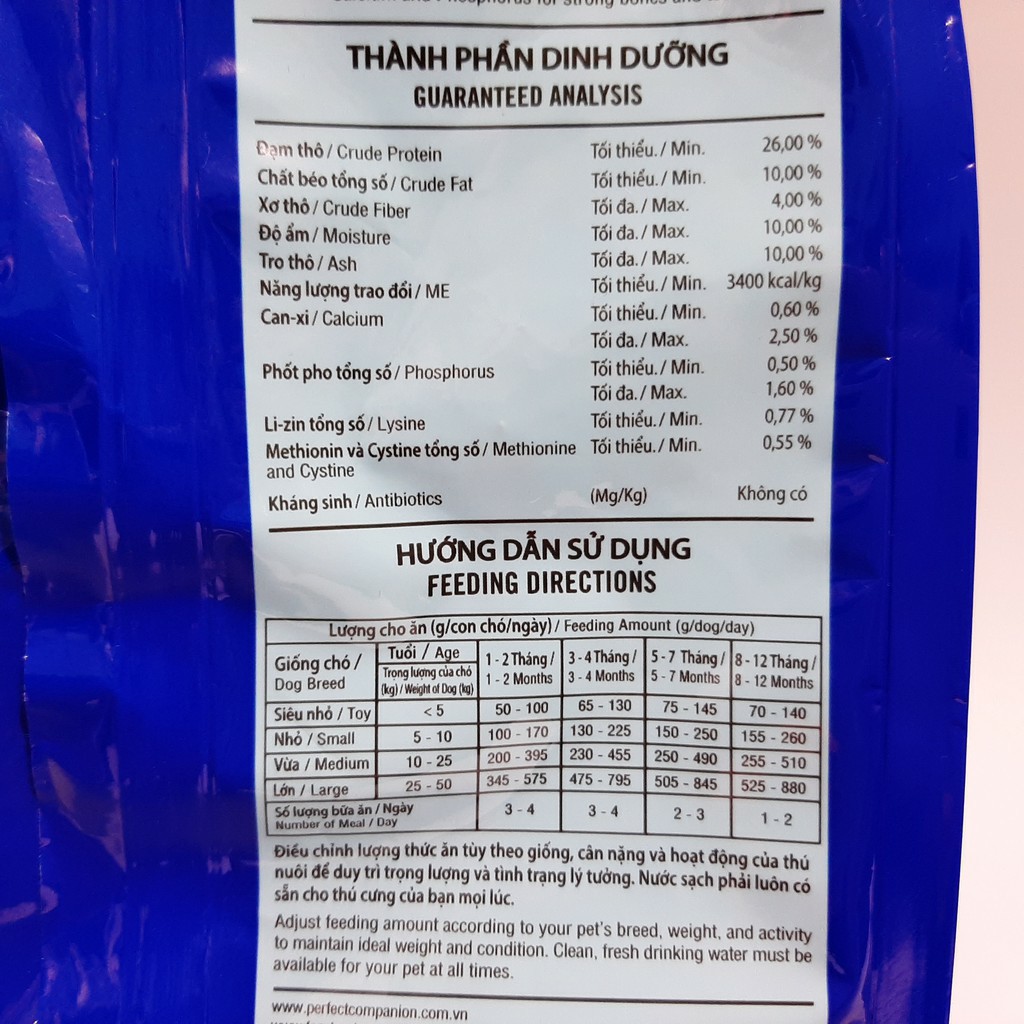 Calcium and Phosphorus for strong bones and
THÀNH PHẦN DINH DƯỠNG
GUARANTEED ANALYSIS
Đạm thô / Crude Protein Tối thiểu. / Min. 26,00 %
Chất béo tổng số / Crude Fat Tối thiểu. / Min. 10,00 %
Xơ thô / Crude Fiber Tối đa. / Max. 4,00 %
Độ ẩm / Moisture Tối đa. / Max. 10,00 %
Tro thô / Ash Tối đa. / Max. 10,00 %
Năng lượng trao đổi / ME Tối thiểu. / Min. 3400 kcal/kg
Can-xi / Calcium Tối thiểu. / Min. 0,60 %
Tối đa. / Max. 2,50 %
Phốt pho tổng số / Phosphorus Tối thiểu. / Min. 0,50 %
Tối đa. / Max. 1,60 %
Li-zin tổng số / Lysine Tối thiểu. / Min. 0,77 %
Methionin và Cystine tổng số / Methionine Tối thiểu. / Min. 0,55 %
and Cystine
Kháng sinh / Antibiotics (Mg/Kg) Không có
HƯỚNG DẪN SỬ DỤNG
FEEDING DIRECTIONS
Lượng cho ăn (g/con chó/ngày) / Feeding Amount (g/dog/day)
Giống chó / Tuổi / Age 1 - 2 Tháng / 3 - 4 Tháng / 5 - 7 Tháng / 8 - 12 Tháng /
Dog Breed Trọng lượng của chó 1 - 2 Months 3 - 4 Months 5 - 7 Months 8 - 12 Months
(kg) / Weight of Dog (kg)
Siêu nhỏ / Toy < 5 50 - 100 65 - 130 75 - 145 70 - 140
Nhỏ / Small 5 - 10 100 - 170 130 - 225 150 - 250 155 - 260
Vừa / Medium 10 - 25 200 - 395 230 - 455 250 - 490 255 - 510
Lớn / Large 25 - 50 345 - 575 475 - 795 505 - 845 525 - 880
Số lượng bữa ăn / Ngày 3 - 4 3 - 4 2 - 3 1 - 2
Number of Meal / Day
Điều chỉnh lượng thức ăn tùy theo giống, cân nặng và hoạt động của thú
nuôi để duy trì trọng lượng và tình trạng lý tưởng. Nước sạch phải luôn có
sẵn cho thú cưng của bạn mọi lúc.
Adjust feeding amount according to your pet's breed, weight, and activity
to maintain ideal weight and condition. Clean, fresh drinking water must be
available for your pet at all times.
www.perfectcompanion.com.vn